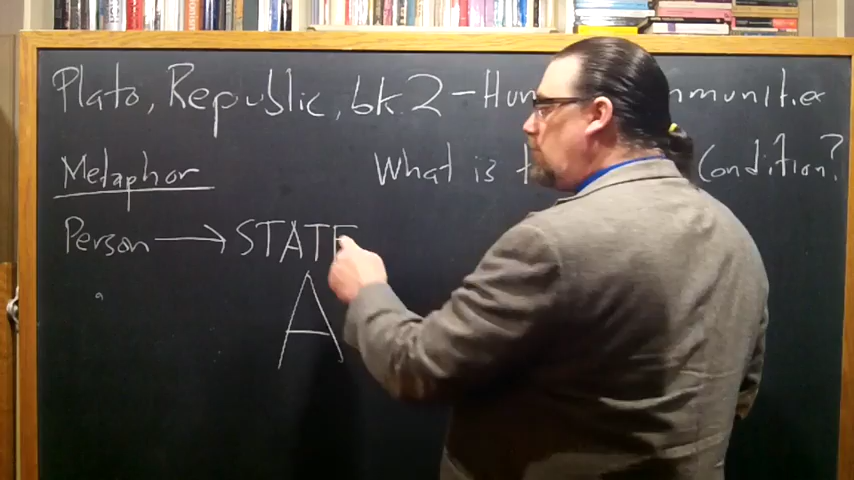 Plato, Republic, bk. 2 - Hum mmunities
Metaphor What is t Condition?
Person → STATE
A